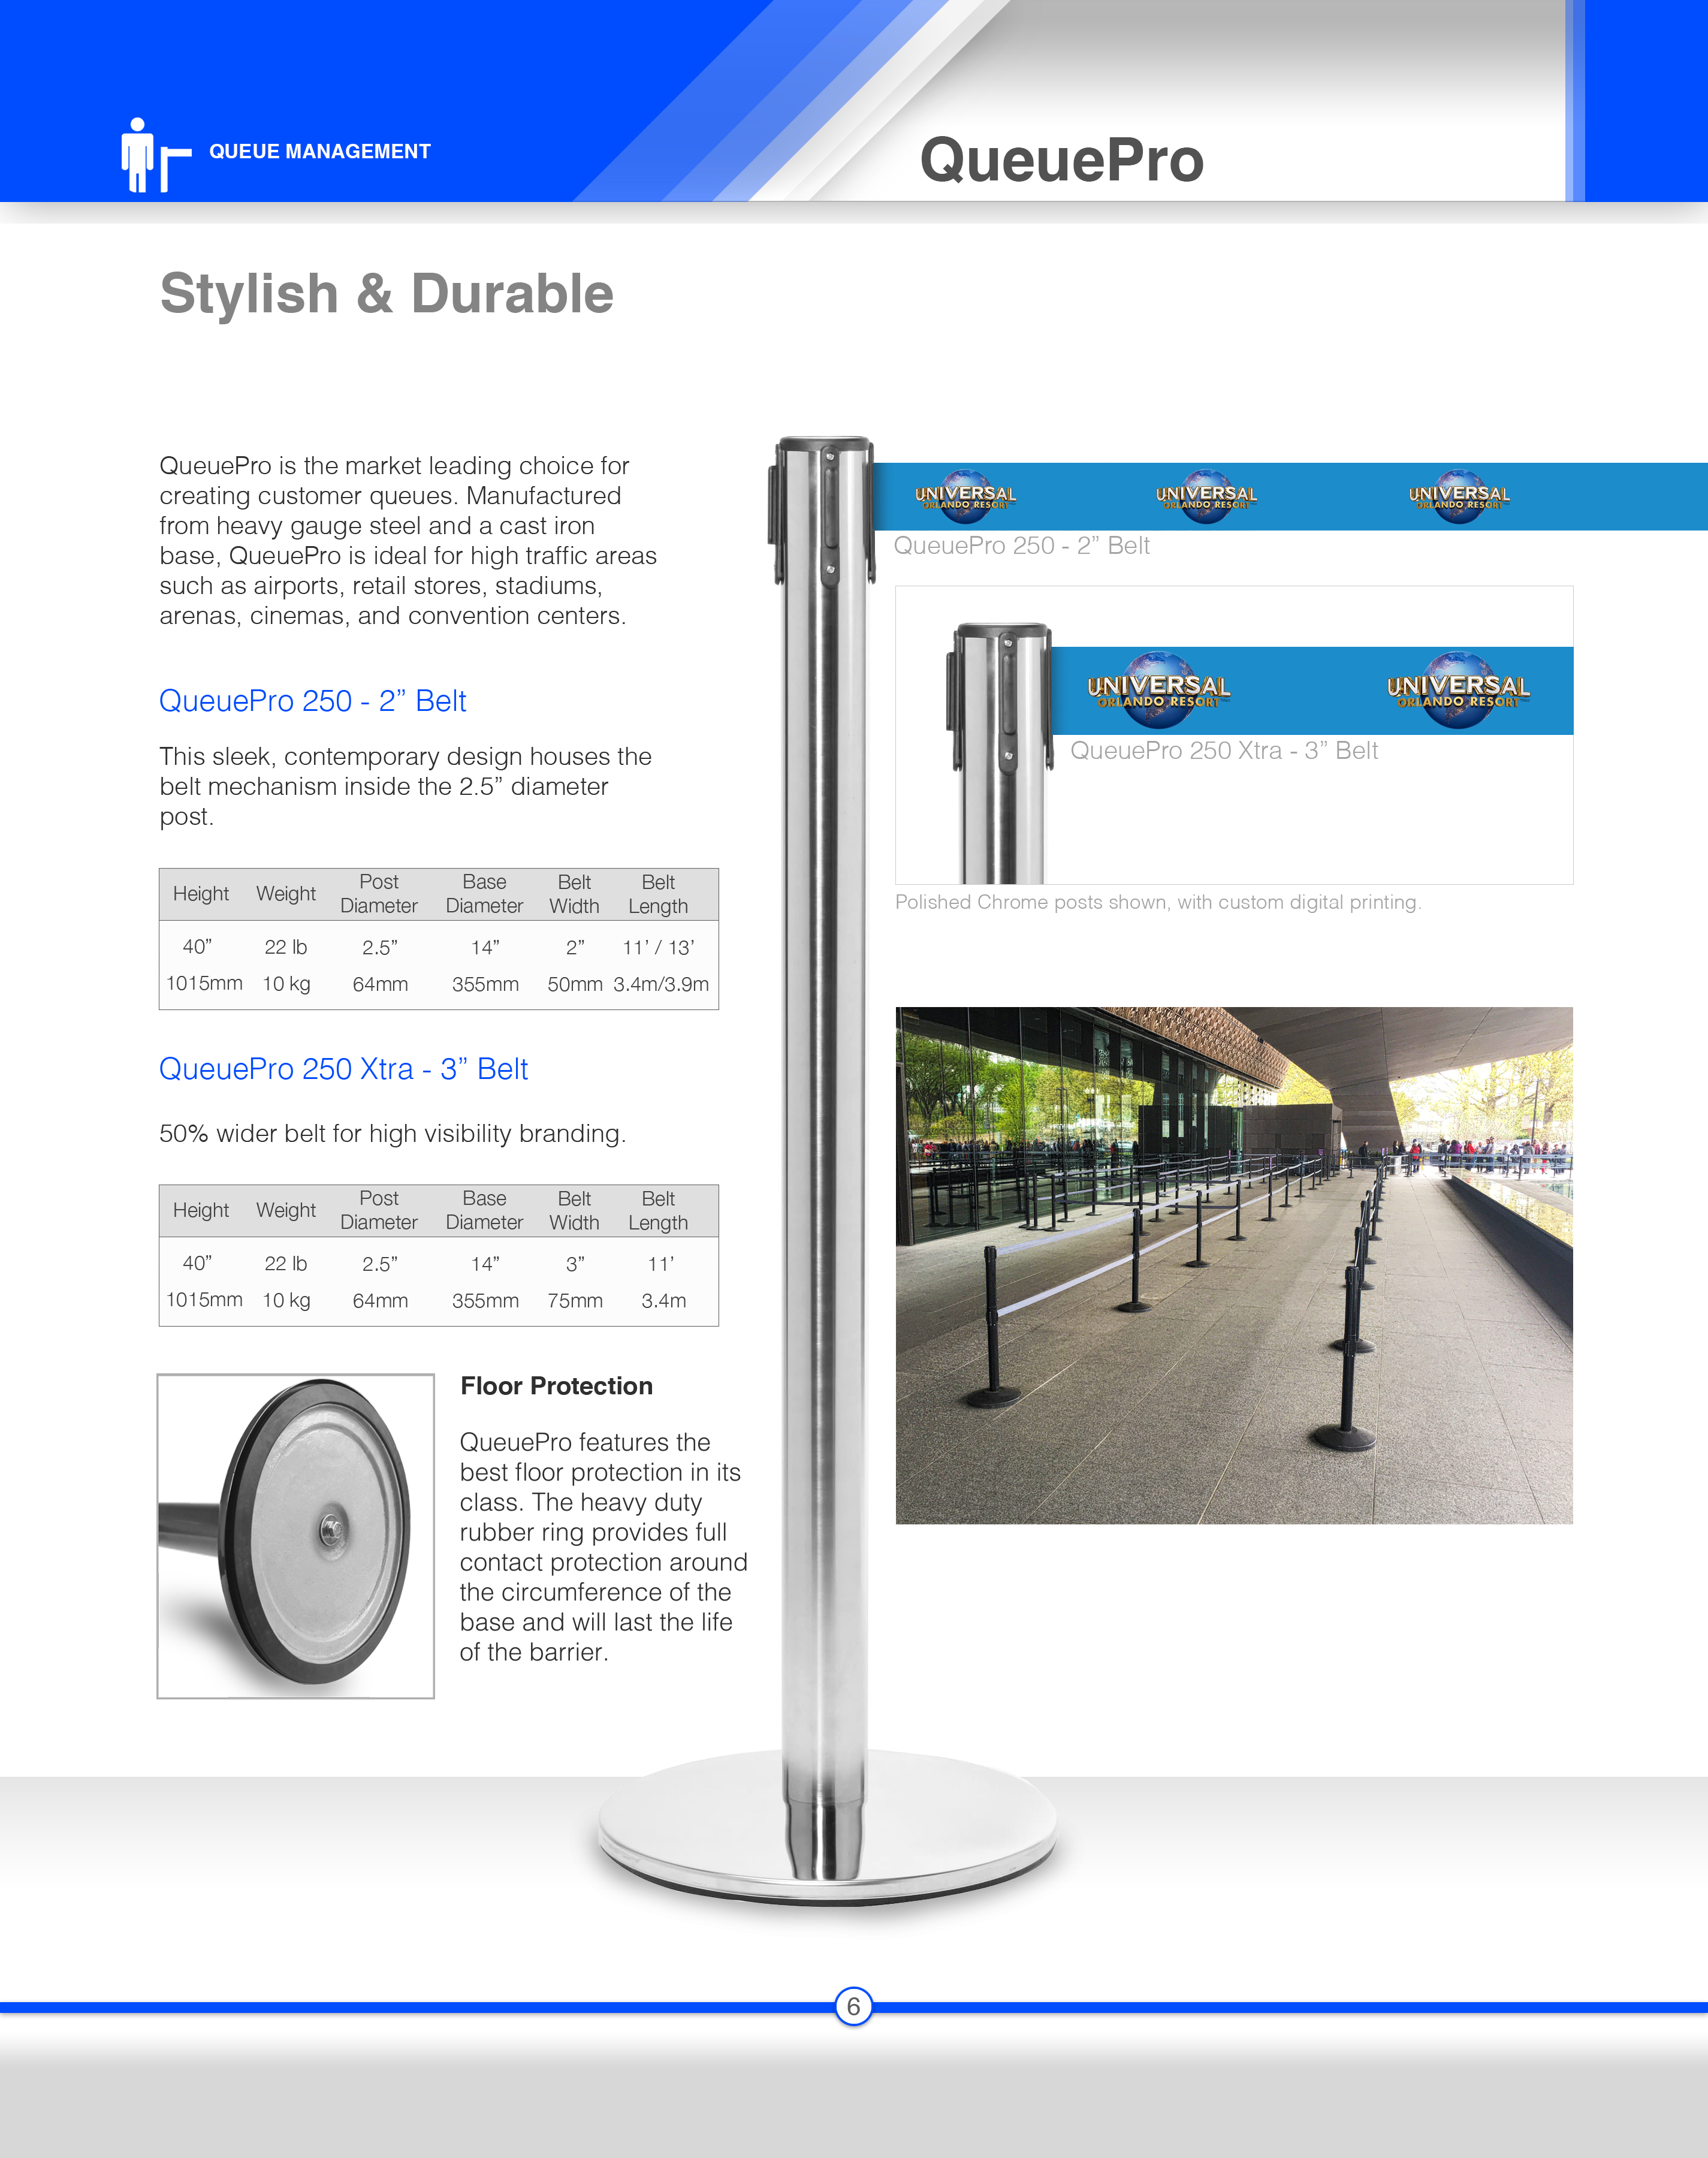 QUEUE MANAGEMENT
QueuePro
Stylish & Durable
QueuePro is the market leading choice for
creating customer queues. Manufactured
from heavy gauge steel and a cast iron
base, QueuePro is ideal for high traffic areas
such as airports, retail stores, stadiums,
arenas, cinemas, and convention centers.
QueuePro 250 - 2” Belt
This sleek, contemporary design houses the
belt mechanism inside the 2.5” diameter
post.
Height Weight Post Diameter Base Diameter Belt Width Belt Length
40” 22 lb 2.5” 14” 2” 11’ / 13’
1015mm 10 kg 64mm 355mm 50mm 3.4m/3.9m
QueuePro 250 Xtra - 3” Belt
50% wider belt for high visibility branding.
Height Weight Post Diameter Base Diameter Belt Width Belt Length
40” 22 lb 2.5” 14” 3” 11’
1015mm 10 kg 64mm 355mm 75mm 3.4m
Floor Protection
QueuePro features the
best floor protection in its
class. The heavy duty
rubber ring provides full
contact protection around
the circumference of the
base and will last the life
of the barrier.
UNIVERSAL
ORLANDO RESORT
UNIVERSAL
ORLANDO RESORT
UNIVERSAL
ORLANDO RESORT
QueuePro 250 - 2” Belt
UNIVERSAL
ORLANDO RESORT
UNIVERSAL
ORLANDO RESORT
QueuePro 250 Xtra - 3” Belt
Polished Chrome posts shown, with custom digital printing.
6